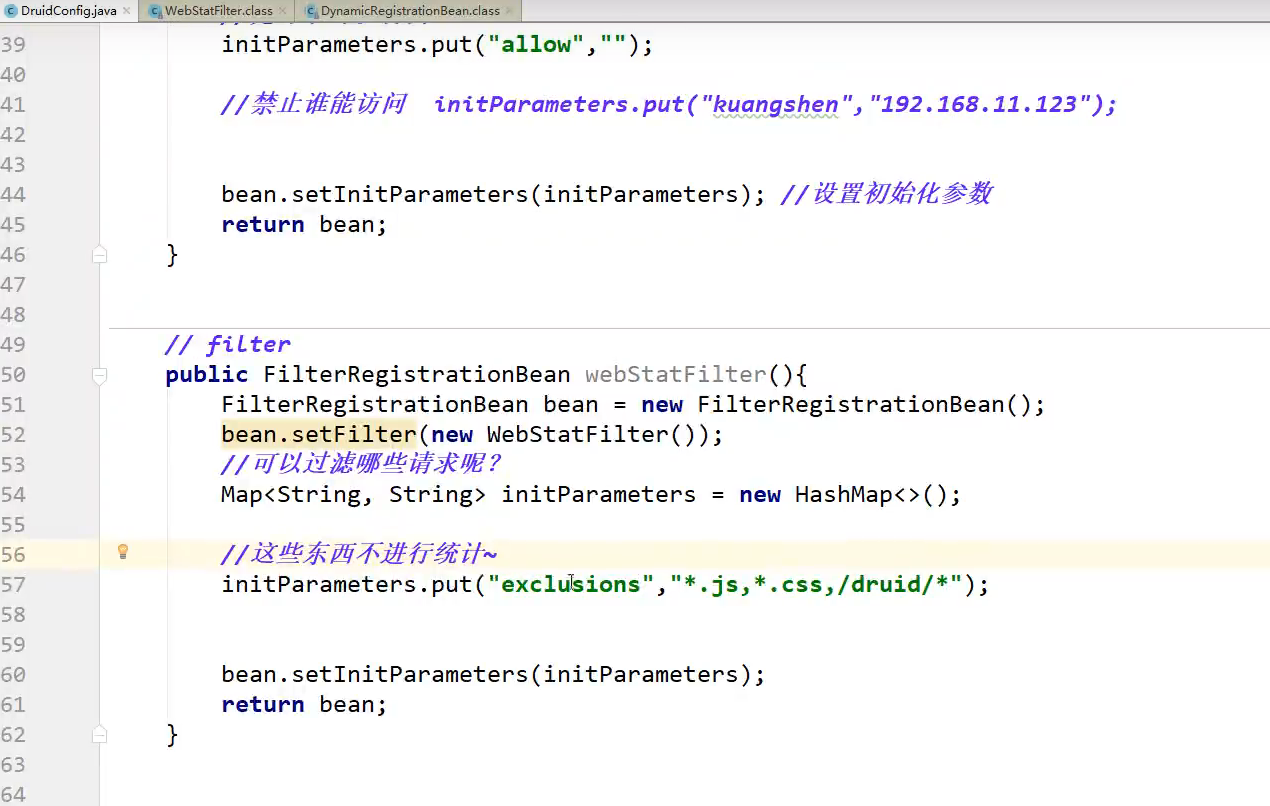 DruidConfig.java × WebStatFilter.class × DynamicRegistrationBean.class ×
39 initParameters.put("allow","");
40
41 //禁止谁能访问 initParameters.put("kuangshen","192.168.11.123");
42
43
44 bean.setInitParameters(initParameters); //设置初始化参数
45 return bean;
46 }
47
48
49 // filter
50 public FilterRegistrationBean webStatFilter(){
51 FilterRegistrationBean bean = new FilterRegistrationBean();
52 bean.setFilter(new WebStatFilter());
53 //可以过滤哪些请求呢?
54 Map<String, String> initParameters = new HashMap<>();
55
56 //这些东西不进行统计~
57 initParameters.put("exclusions","*.js,*.css,/druid/*");
58
59
60 bean.setInitParameters(initParameters);
61 return bean;
62 }
63
64